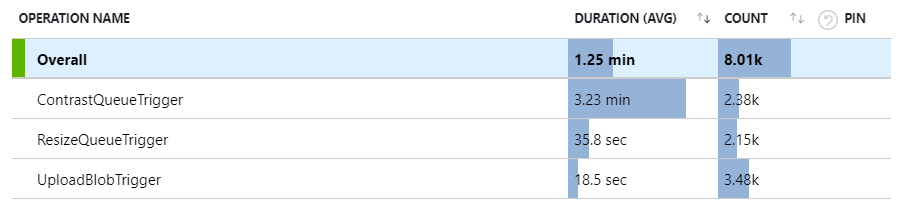 OPERATION NAME DURATION (AVG) COUNT PIN
Overall 1.25 min 8.01k
ContrastQueueTrigger 3.23 min 2.38k
ResizeQueueTrigger 35.8 sec 2.15k
UploadBlobTrigger 18.5 sec 3.48k